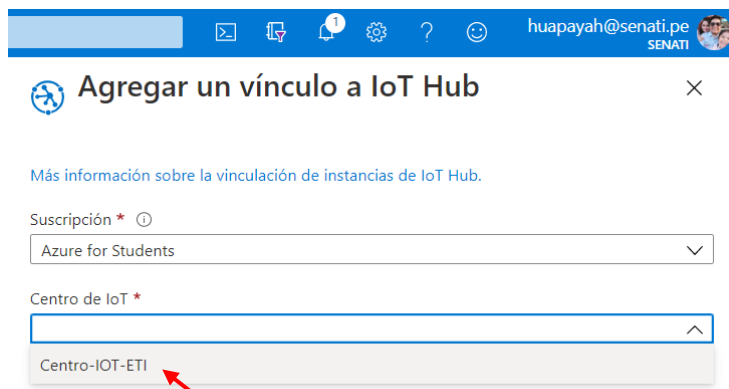 1
huapayah@senati.pe
SENATI
Agregar un vínculo a IoT Hub
Más información sobre la vinculación de instancias de IoT Hub.
Suscripción *
Azure for Students
Centro de IoT *
Centro-IOT-ETI